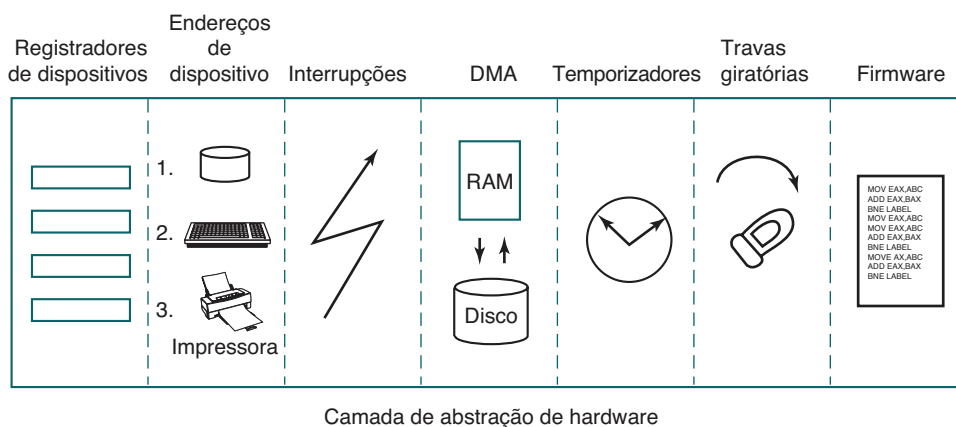 Registradores
de dispositivos
Endereços
de
dispositivo
Interrupções
DMA
Temporizadores
Travas
giratórias
Firmware
1.
2.
3.
Impressora
RAM
Disco
MOV EAX,ABC
ADD EAX,BAX
BNE LABEL
MOV EAX,ABC
MOV EAX,ABC
ADD EAX,BAX
BNE LABEL
MOVE AX,ABC
ADD EAX,BAX
BNE LABEL
Camada de abstração de hardware